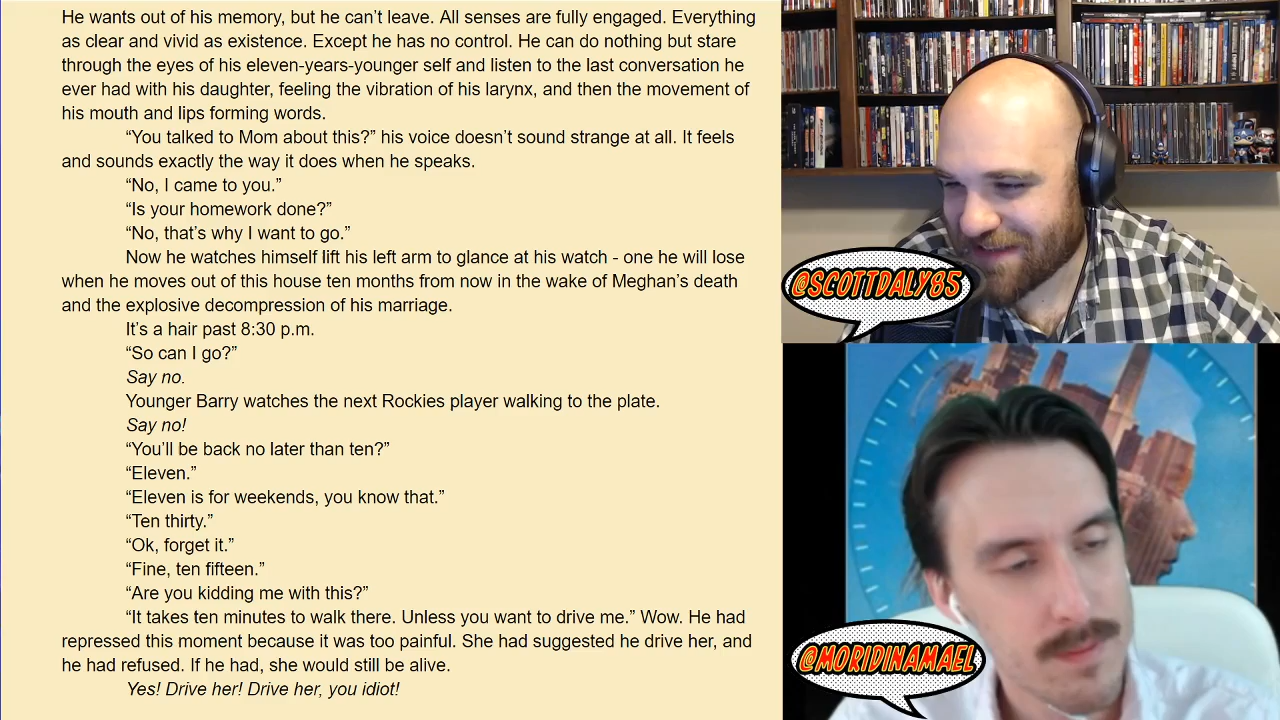 He wants out of his memory, but he can’t leave. All senses are fully engaged. Everything
as clear and vivid as existence. Except he has no control. He can do nothing but stare
through the eyes of his eleven-years-younger self and listen to the last conversation he
ever had with his daughter, feeling the vibration of his larynx, and then the movement of
his mouth and lips forming words.
“You talked to Mom about this?” his voice doesn’t sound strange at all. It feels
and sounds exactly the way it does when he speaks.
“No, I came to you.”
“Is your homework done?”
“No, that’s why I want to go.”
Now he watches himself lift his left arm to glance at his watch - one he will lose
when he moves out of this house ten months from now in the wake of Meghan’s death
and the explosive decompression of his marriage.
It’s a hair past 8:30 p.m.
“So can I go?”
Say no.
Younger Barry watches the next Rockies player walking to the plate.
Say no!
“You’ll be back no later than ten?”
“Eleven.”
“Eleven is for weekends, you know that.”
“Ten thirty.”
“Ok, forget it.”
“Fine, ten fifteen.”
“Are you kidding me with this?”
“It takes ten minutes to walk there. Unless you want to drive me.” Wow. He had
repressed this moment because it was too painful. She had suggested he drive her, and
he had refused. If he had, she would still be alive.
Yes! Drive her! Drive her, you idiot!
@SCOTTDALY85
@MORIDINAMAEL